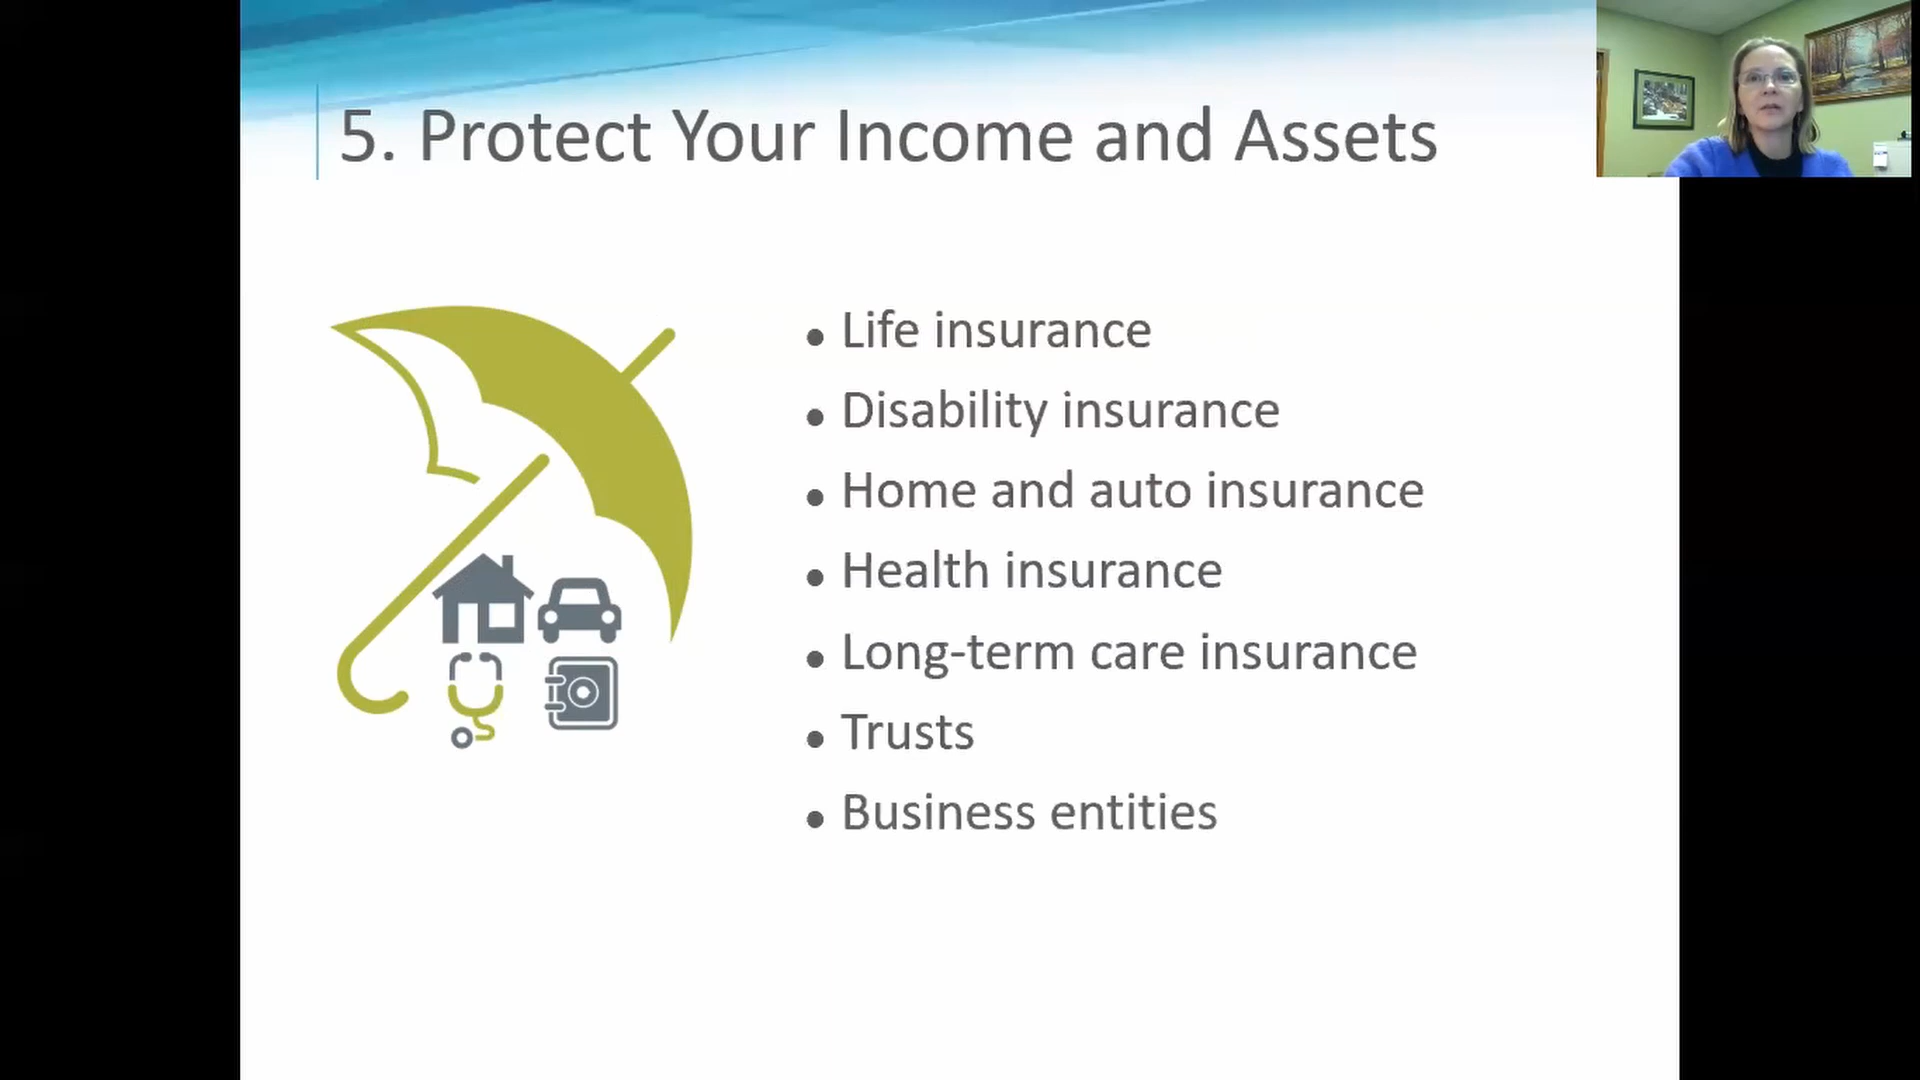 5. Protect Your Income and Assets
• Life insurance
• Disability insurance
• Home and auto insurance
• Health insurance
• Long-term care insurance
• Trusts
• Business entities